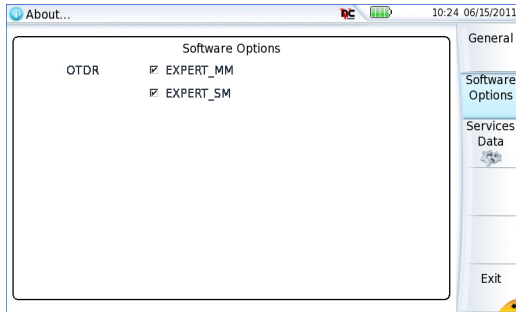 About...
10:24 06/15/2011
Software Options
OTDR EXPERT_MM
EXPERT_SM
General
Software
Options
Services
Data
Exit